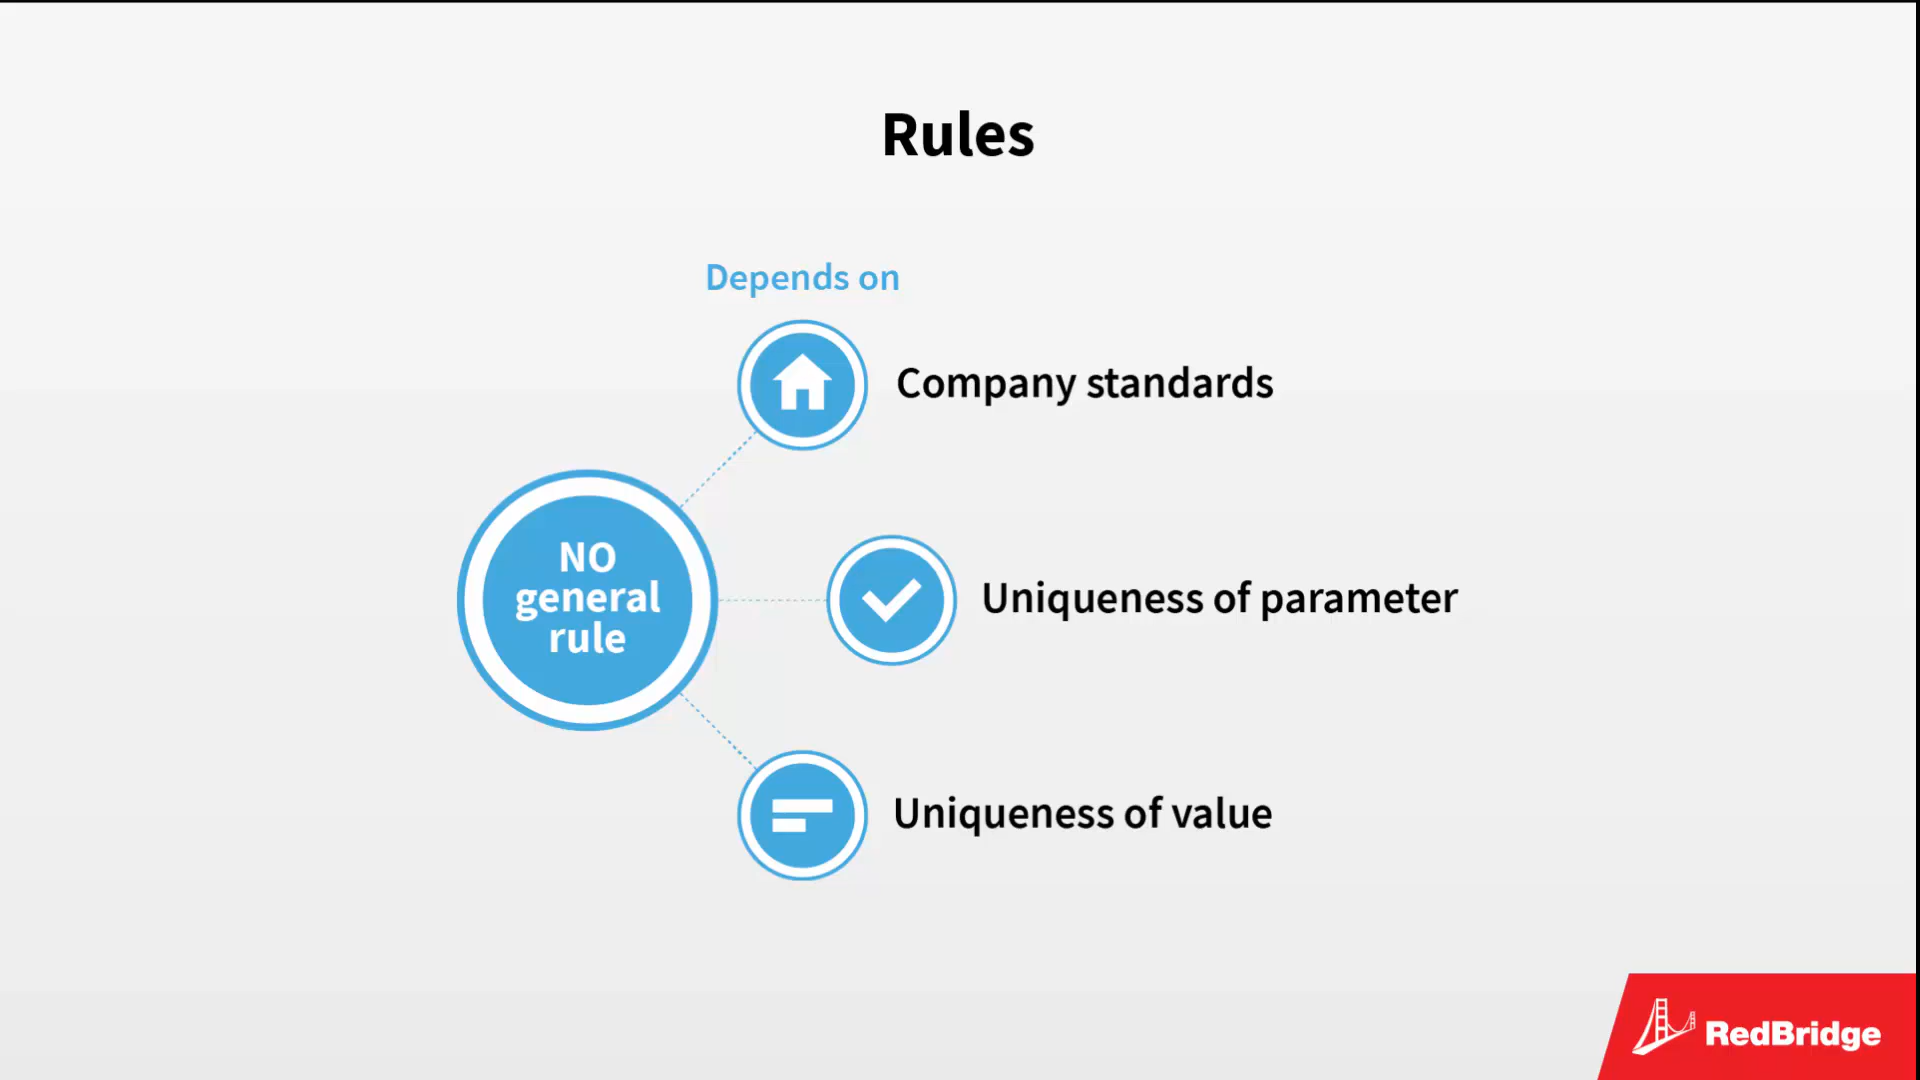 Rules
Depends on
Company standards
NO
general
rule
Uniqueness of parameter
Uniqueness of value
RedBridge